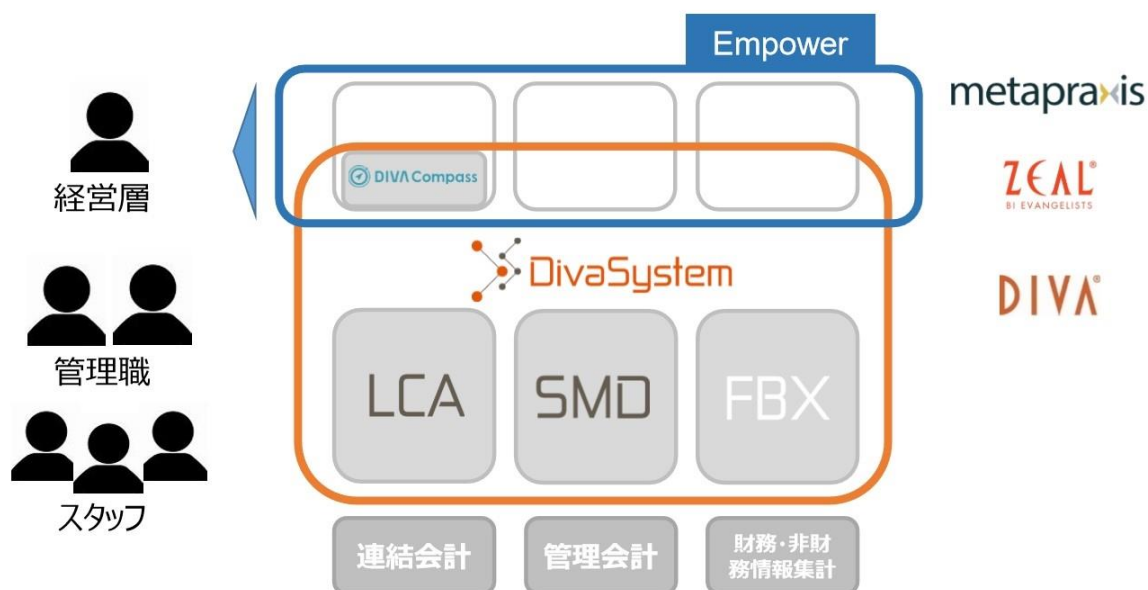 Empower
metapraxis
経営層
DIVA Compass
ZEAL®
BI EVANGELISTS
DivaSystem
DIVA®
管理職
LCA
SMD
FBX
スタッフ
連結会計
管理会計
財務・非財
務情報集計